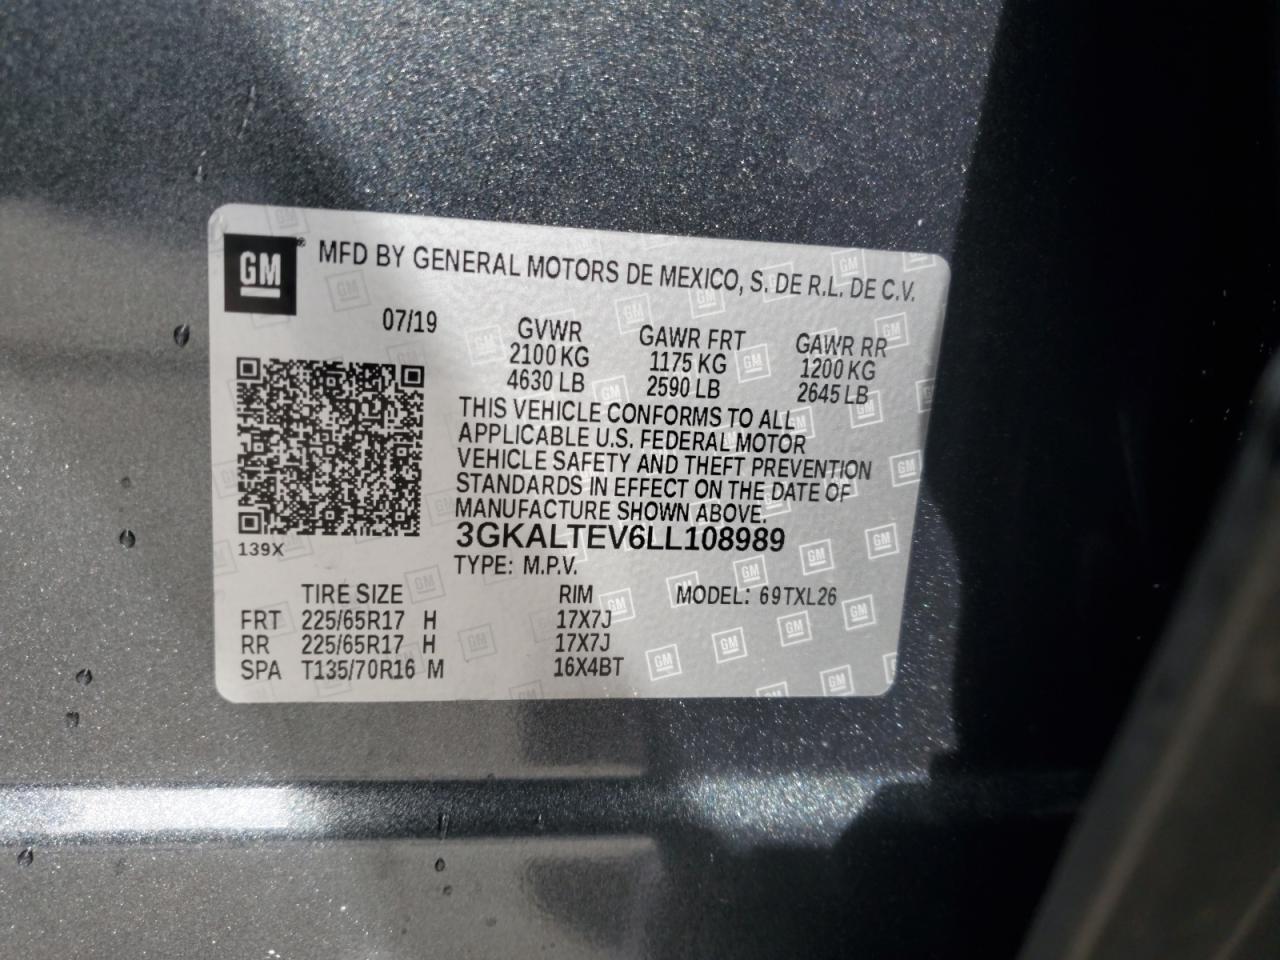 GM® MFD BY GENERAL MOTORS DE MEXICO, S. DE R.L. DE C.V.
07/19 GVWR GAWR FRT GAWR RR
2100 KG 1175 KG 1200 KG
4630 LB 2590 LB 2645 LB
THIS VEHICLE CONFORMS TO ALL
APPLICABLE U.S. FEDERAL MOTOR
VEHICLE SAFETY AND THEFT PREVENTION
STANDARDS IN EFFECT ON THE DATE OF
MANUFACTURE SHOWN ABOVE.
3GKALTEV6LL108989
139X
TYPE: M.P.V.
TIRE SIZE RIM MODEL: 69TXL26
FRT 225/65R17 H 17X7J
RR 225/65R17 H 17X7J
SPA T135/70R16 M 16X4BT